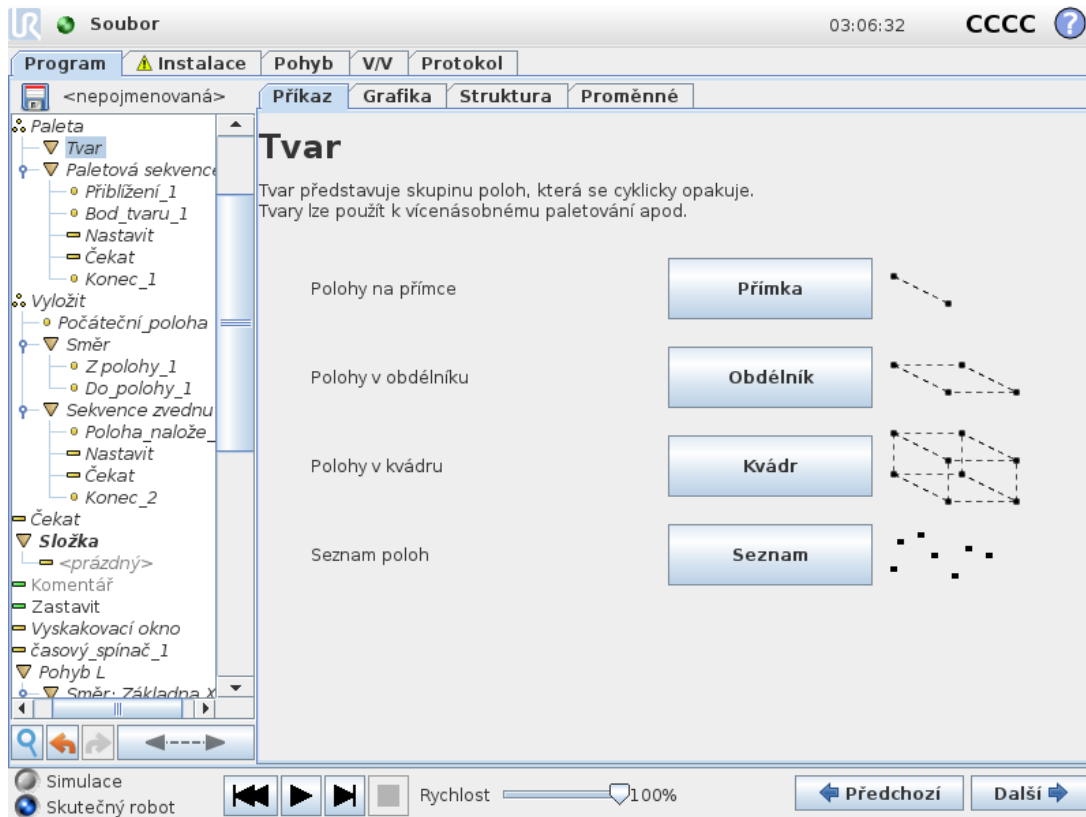 Soubor
03:06:32
CCCC
?
Program
Instalace
Pohyb
V/V
Protokol
<nepojmenovaná>
Příkaz
Grafika
Struktura
Proměnné
Paleta
Tvar
Paletová sekvence
Přiblížení_1
Bod_tvaru_1
Nastavit
Čekat
Konec_1
Vyložit
Počáteční_poloha
Směr
Z polohy_1
Do_polohy_1
Sekvence zvednu
Poloha_nalože_
Nastavit
Čekat
Konec_2
Čekat
Složka
<prázdný>
Komentář
Zastavit
Vyskakovací okno
časový_spínač_1
Pohyb L
Směr: Základna X
Tvar
Tvar představuje skupinu poloh, která se cyklicky opakuje.
Tvary lze použít k vícenásobnému paletování apod.
Polohy na přímce
Přímka
Polohy v obdélníku
Obdélník
Polohy v kvádru
Kvádr
Seznam poloh
Seznam
Simulace
Skutečný robot
Rychlost
100%
Předchozí
Další